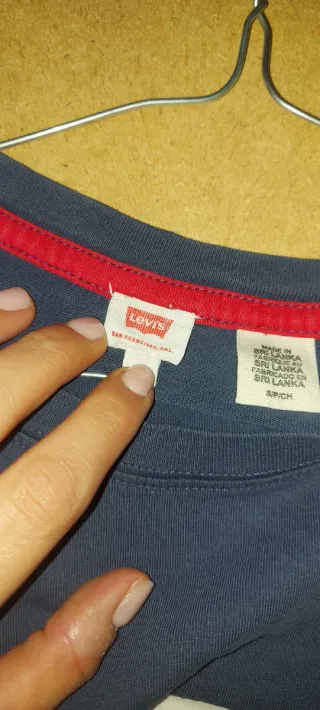 Levi's
SAN FRANCISCO, CAL.
MADE IN
SRI LANKA
FABRIQUÉ AU
SRI LANKA
FABRICADO EN
SRI LANKA
S/P/CH